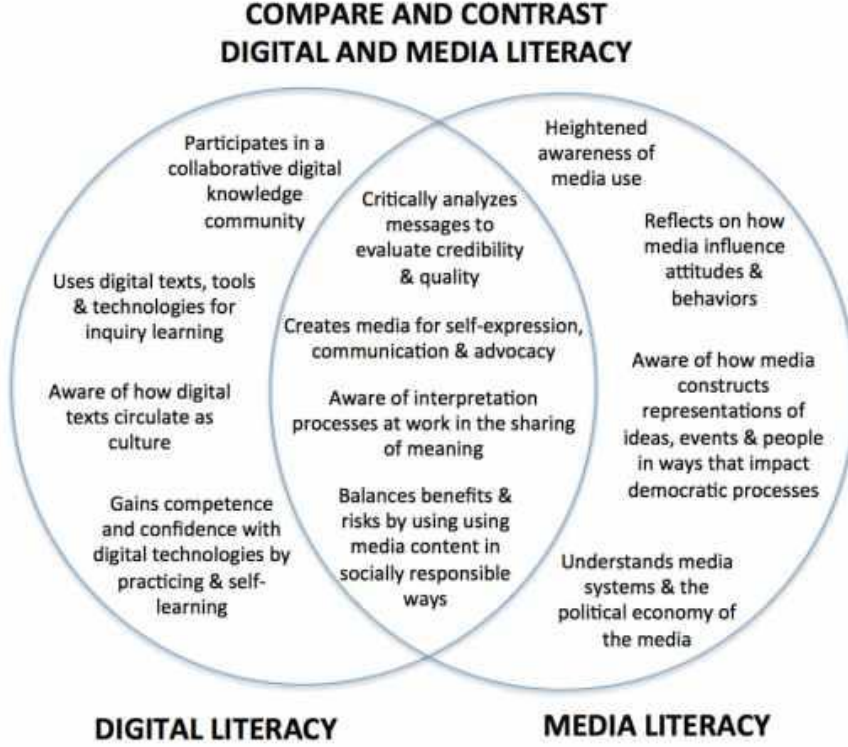 COMPARE AND CONTRAST
DIGITAL AND MEDIA LITERACY
Participates in a
collaborative digital
knowledge
community
Uses digital texts, tools
& technologies for
inquiry learning
Aware of how digital
texts circulate as
culture
Gains competence
and confidence with
digital technologies by
practicing & self-
learning
Critically analyzes
messages to
evaluate credibility
& quality
Creates media for self-expression,
communication & advocacy
Aware of interpretation
processes at work in the sharing
of meaning
Balances benefits &
risks by using using
media content in
socially responsible
ways
Heightened
awareness of
media use
Reflects on how
media influence
attitudes &
behaviors
Aware of how media
constructs
representations of
ideas, events & people
in ways that impact
democratic processes
Understands media
systems & the
political economy of
the media
DIGITAL LITERACY
MEDIA LITERACY